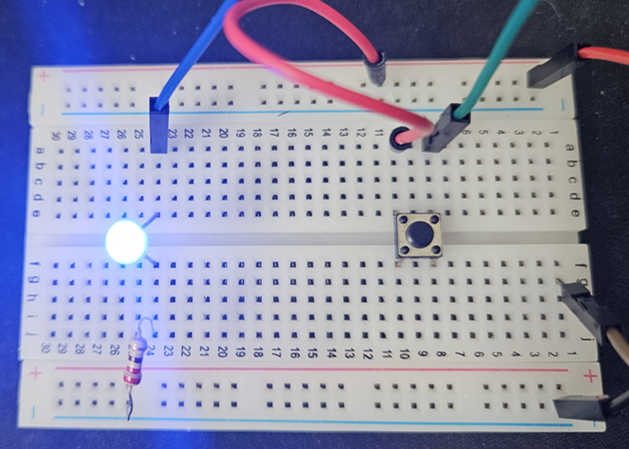 + +
- -
30 29 28 27 26 25 23 22 21 20 19 18 17 16 15 14 13 12 11 6 5 4 3 2 1
a a
b b
c c
d d
e e
f f
g
h
i
j j
30 29 28 27 26 24 23 22 21 20 19 18 17 16 15 14 13 12 11 10 9 8 7 6 5 4 3 2 1
+ +
-